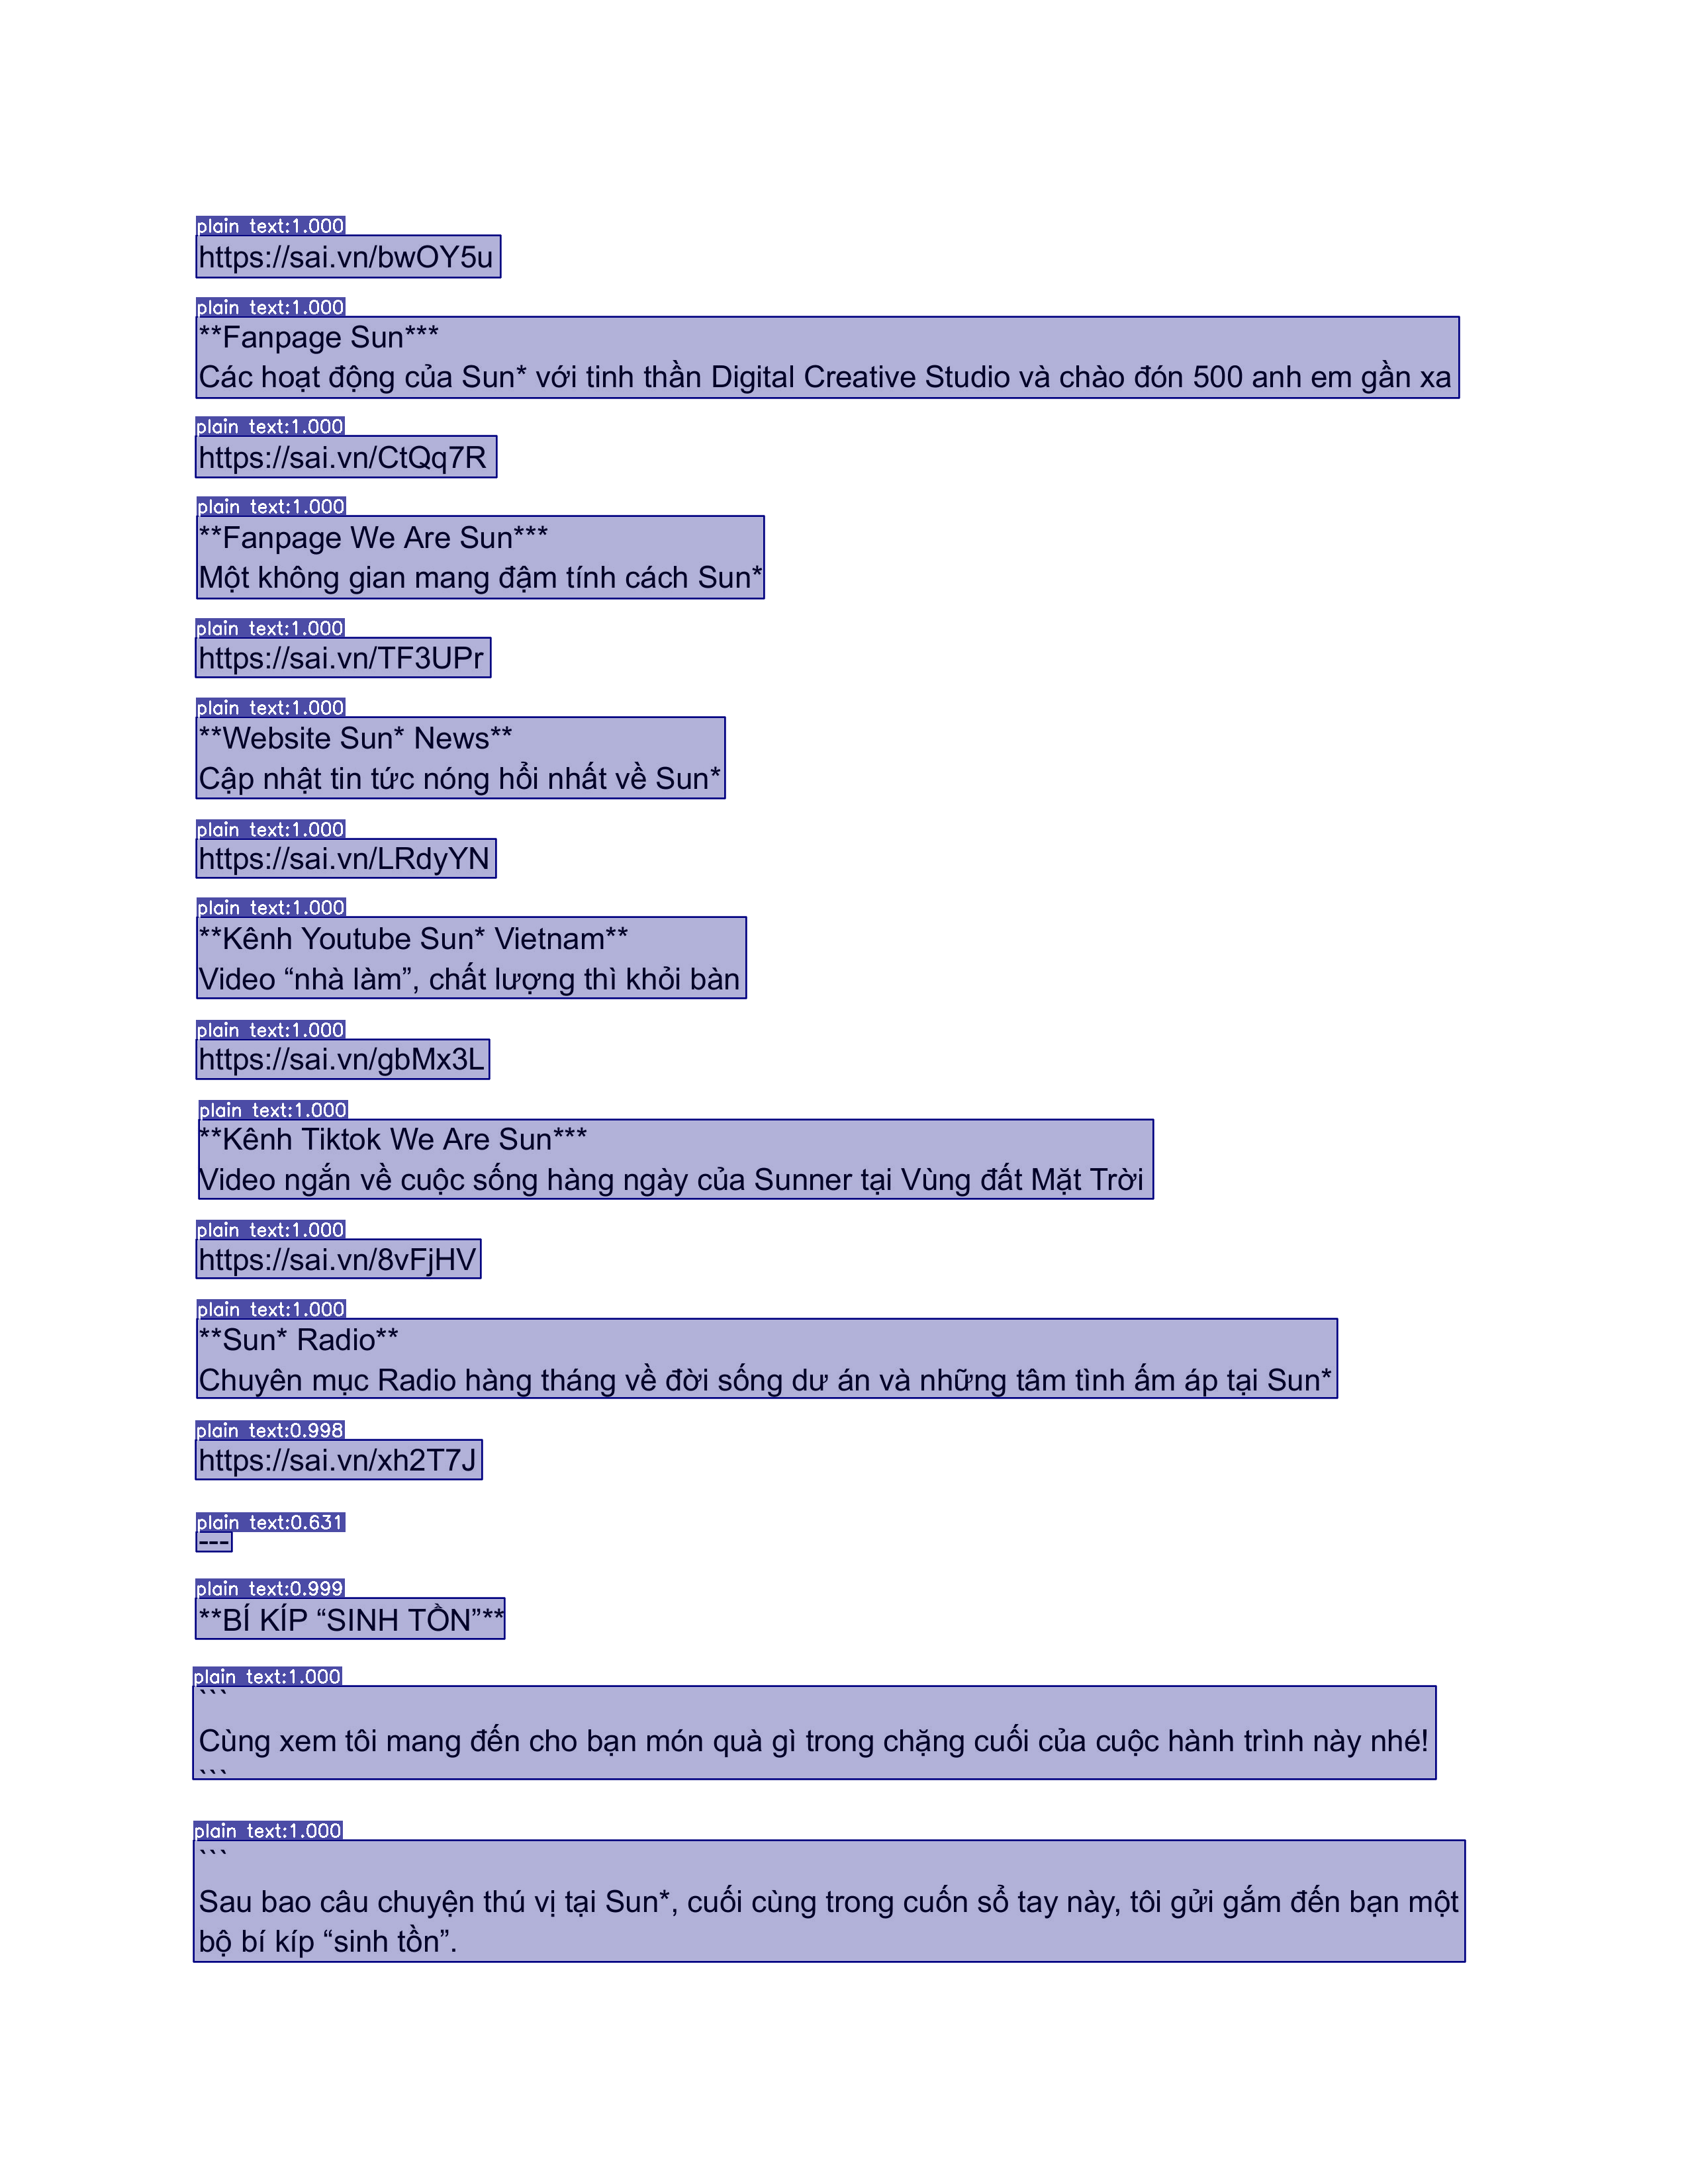 plain text:1.000
https://sai.vn/bwOY5u
plain text:1.000
**Fanpage Sun***
Các hoạt động của Sun* với tinh thần Digital Creative Studio và chào đón 500 anh em gần xa
plain text:1.000
https://sai.vn/CtQq7R
plain text:1.000
**Fanpage We Are Sun***
Một không gian mang đậm tính cách Sun*
plain text:1.000
https://sai.vn/TF3UPr
plain text:1.000
**Website Sun* News**
Cập nhật tin tức nóng hổi nhất về Sun*
plain text:1.000
https://sai.vn/LRdyYN
plain text:1.000
**Kênh Youtube Sun* Vietnam**
Video “nhà làm”, chất lượng thì khỏi bàn
plain text:1.000
https://sai.vn/gbMx3L
plain text:1.000
**Kênh Tiktok We Are Sun***
Video ngắn về cuộc sống hàng ngày của Sunner tại Vùng đất Mặt Trời
plain text:1.000
https://sai.vn/8vFjHV
plain text:1.000
**Sun* Radio**
Chuyên mục Radio hàng tháng về đời sống dư án và những tâm tình ấm áp tại Sun*
plain text:0.998
https://sai.vn/xh2T7J
plain text:0.631
---
plain text:0.999
**BÍ KÍP “SINH TỒN”**
plain text:1.000
```
Cùng xem tôi mang đến cho bạn món quà gì trong chặng cuối của cuộc hành trình này nhé!
```
plain text:1.000
```
Sau bao câu chuyện thú vị tại Sun*, cuối cùng trong cuốn sổ tay này, tôi gửi gắm đến bạn một
bộ bí kíp “sinh tồn”.